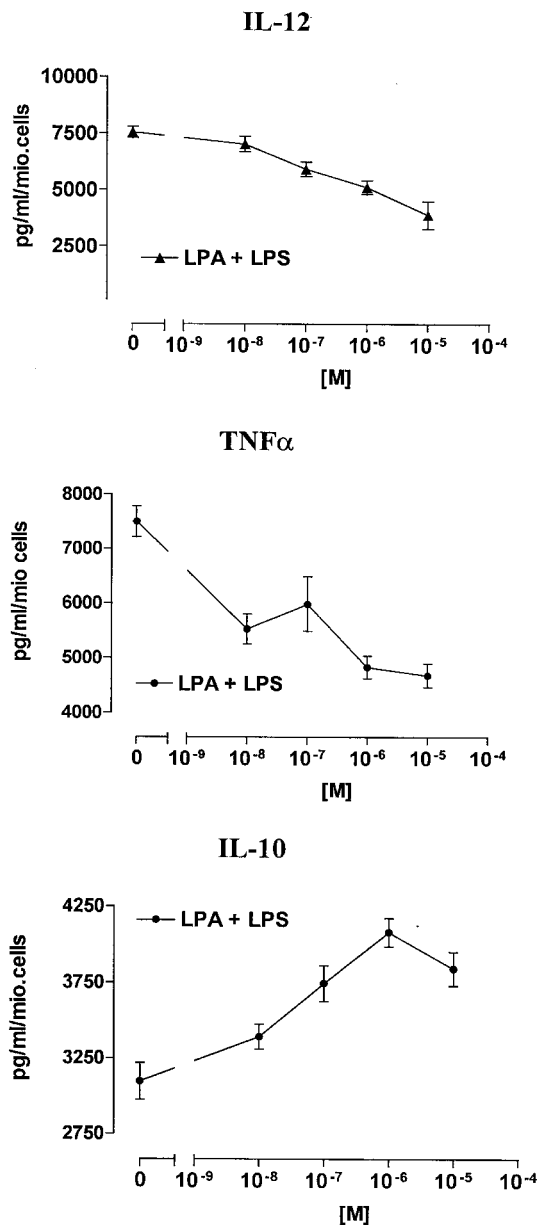 IL-12
pg/ml/mio.cells
10000
7500
5000
2500
LPA + LPS
0 10⁻⁹ 10⁻⁸ 10⁻⁷ 10⁻⁶ 10⁻⁵ 10⁻⁴
[M]
TNFα
pg/ml/mio cells
8000
7000
6000
5000
4000
LPA + LPS
0 10⁻⁹ 10⁻⁸ 10⁻⁷ 10⁻⁶ 10⁻⁵ 10⁻⁴
[M]
IL-10
pg/ml/mio.cells
4250
3750
3250
2750
LPA + LPS
0 10⁻⁹ 10⁻⁸ 10⁻⁷ 10⁻⁶ 10⁻⁵ 10⁻⁴
[M]